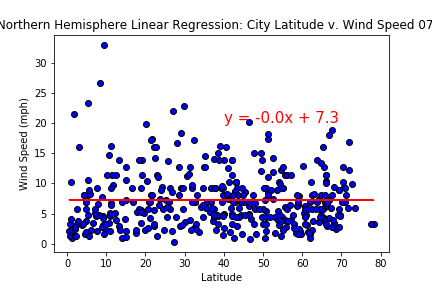 Northern Hemisphere Linear Regression: City Latitude v. Wind Speed 07
y = -0.0x + 7.3
Wind Speed (mph)
35
30
25
20
15
10
5
0
0 10 20 30 40 50 60 70 80
Latitude